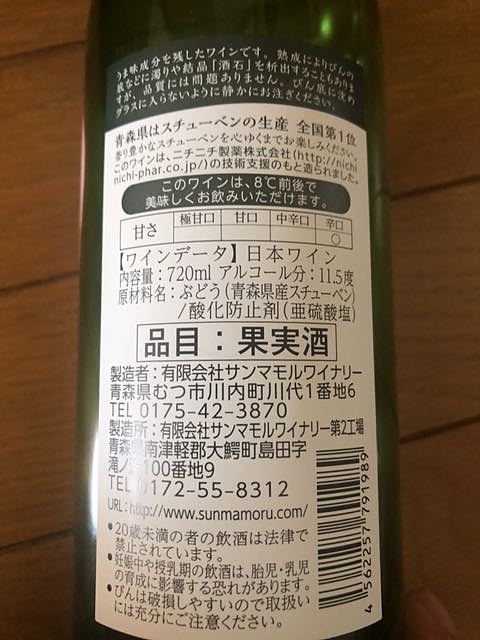 うま味成分を残したワインです。熟成によりびんの
底などに濁りや結晶「酒石」を析出することもありま
すが、品質には問題ありません。びん底に沈め
グラスに入らないように静かにお注ぎください。
青森県はスチューベンの生産 全国第1位
香り豊かなスチューベンを心ゆくまでお楽しみください。
このワインは、ニチニチ製薬株式会社(http://nichi
nichi-phar.co.jp/)の技術支援のもと造られました。
このワインは、8℃前後で
美味しくお飲みいただけます。
甘さ 極甘口 甘口 中辛口 辛口
○
【ワインデータ】日本ワイン
内容量:720ml アルコール分:11.5度
原材料名:ぶどう(青森県産スチューベン)
/酸化防止剤(亜硫酸塩)
品目:果実酒
製造者:有限会社サンマモルワイナリー
青森県むつ市川内町川代1番地6
TEL 0175-42-3870
製造所:有限会社サンマモルワイナリー第2工場
青森県南津軽郡大鰐町島田字
滝ノ沢100番地9
TEL 0172-55-8312
URL:http://www.sunmamoru.com/
●20歳未満の者の飲酒は法律で
禁止されています。
●妊娠中や授乳期の飲酒は、胎児・乳児
の育成に影響する恐れがあります。
●びんは破損しやすいので取扱い
には充分にご注意ください。
4 562257 791989